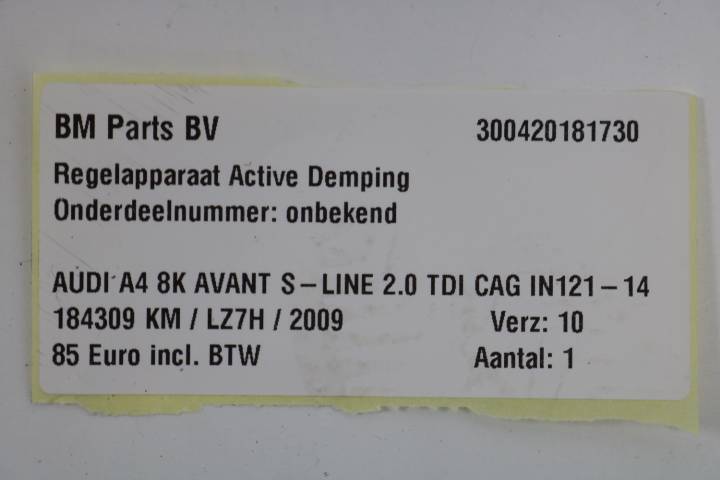 BM Parts BV 300420181730
Regelapparaat Active Demping
Onderdeelnummer: onbekend
AUDI A4 8K AVANT S-LINE 2.0 TDI CAG IN121-14
184309 KM / LZ7H / 2009 Verz: 10
85 Euro incl. BTW Aantal: 1